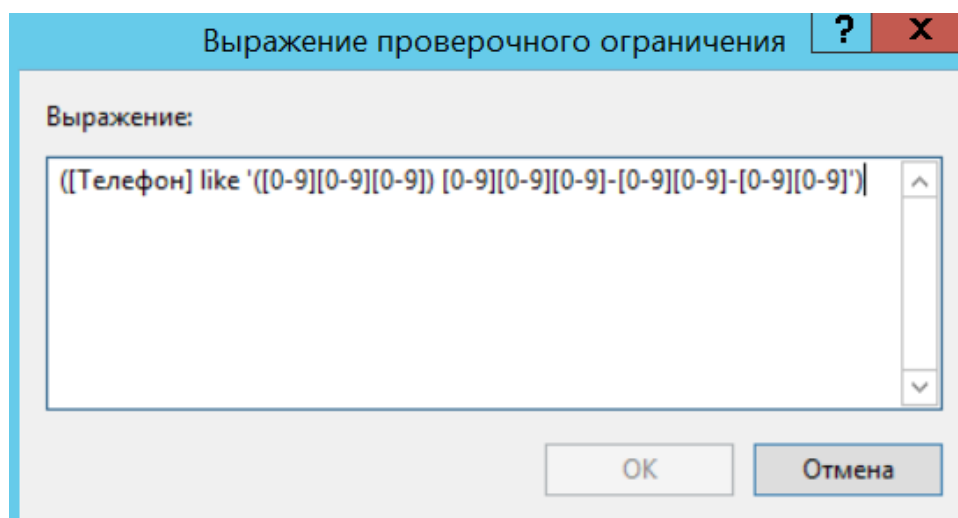 Выражение проверочного ограничения ? x
Выражение:
([Телефон] like '([0-9][0-9][0-9]) [0-9][0-9][0-9]-[0-9][0-9]-[0-9][0-9]')
ОК Отмена